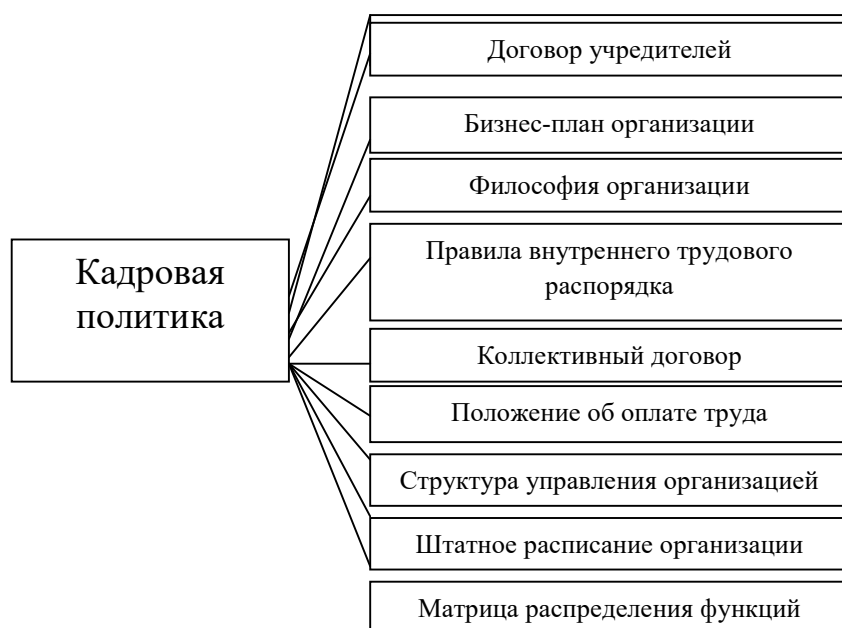 Договор учредителей
Бизнес-план организации
Философия организации
Кадровая
политика
Правила внутреннего трудового
распорядка
Коллективный договор
Положение об оплате труда
Структура управления организацией
Штатное расписание организации
Матрица распределения функций